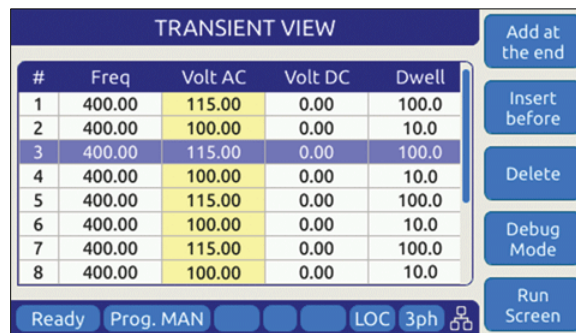 TRANSIENT VIEW
# Freq Volt AC Volt DC Dwell
1 400.00 115.00 0.00 100.0
2 400.00 100.00 0.00 10.0
3 400.00 115.00 0.00 100.0
4 400.00 100.00 0.00 10.0
5 400.00 115.00 0.00 100.0
6 400.00 100.00 0.00 10.0
7 400.00 115.00 0.00 100.0
8 400.00 100.00 0.00 10.0
Ready Prog. MAN LOC 3ph
Add at
the end
Insert
before
Delete
Debug
Mode
Run
Screen